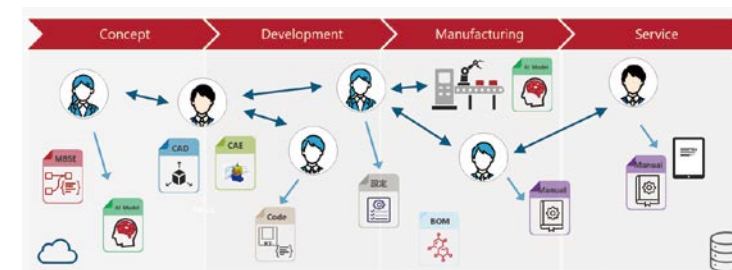 Concept
Development
Manufacturing
Service
AI Model
MBSE
CAD
CAE
AI Model
Code
設定
BOM
Manual
Manual